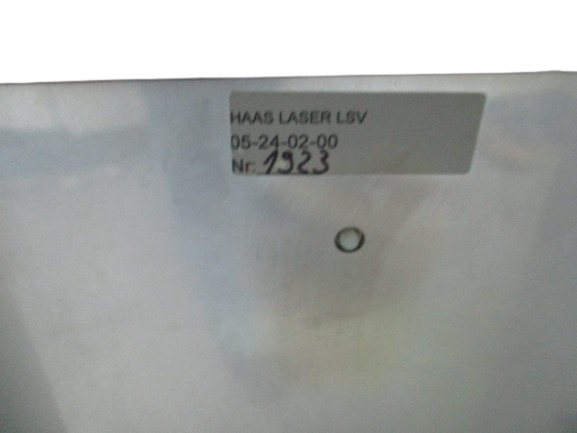 HAAS LASER LSV
05-24-02-00
Nr: 1923